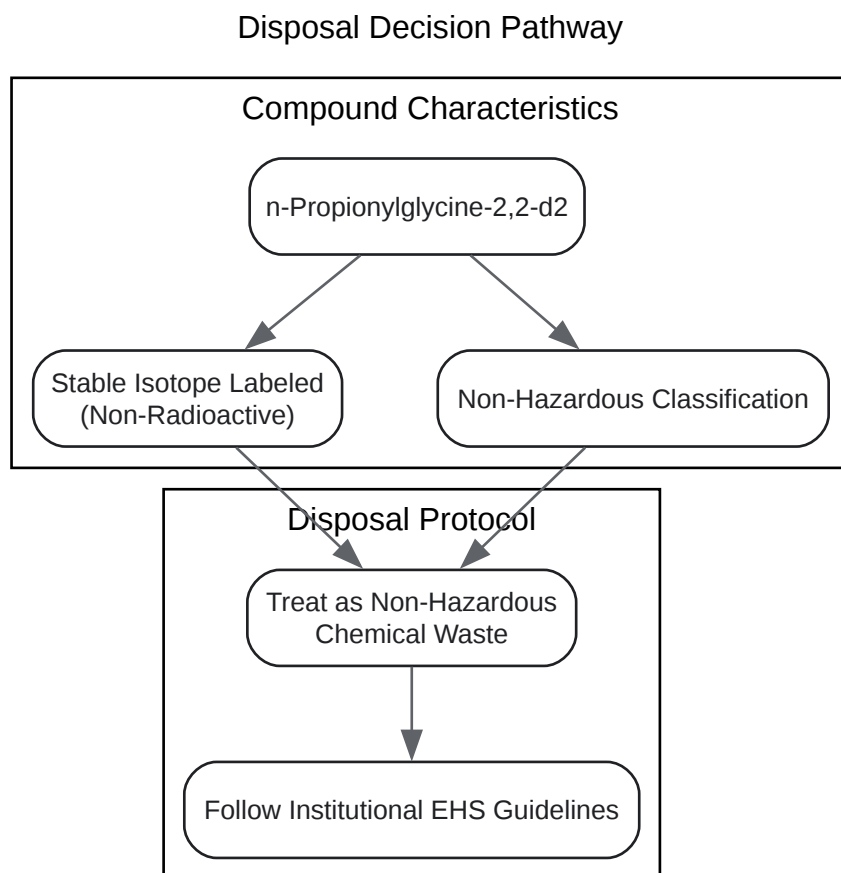 Disposal Decision Pathway
Compound Characteristics
n-Propionylglycine-2,2-d2
Stable Isotope Labeled
(Non-Radioactive)
Non-Hazardous Classification
Disposal Protocol
Treat as Non-Hazardous
Chemical Waste
Follow Institutional EHS Guidelines